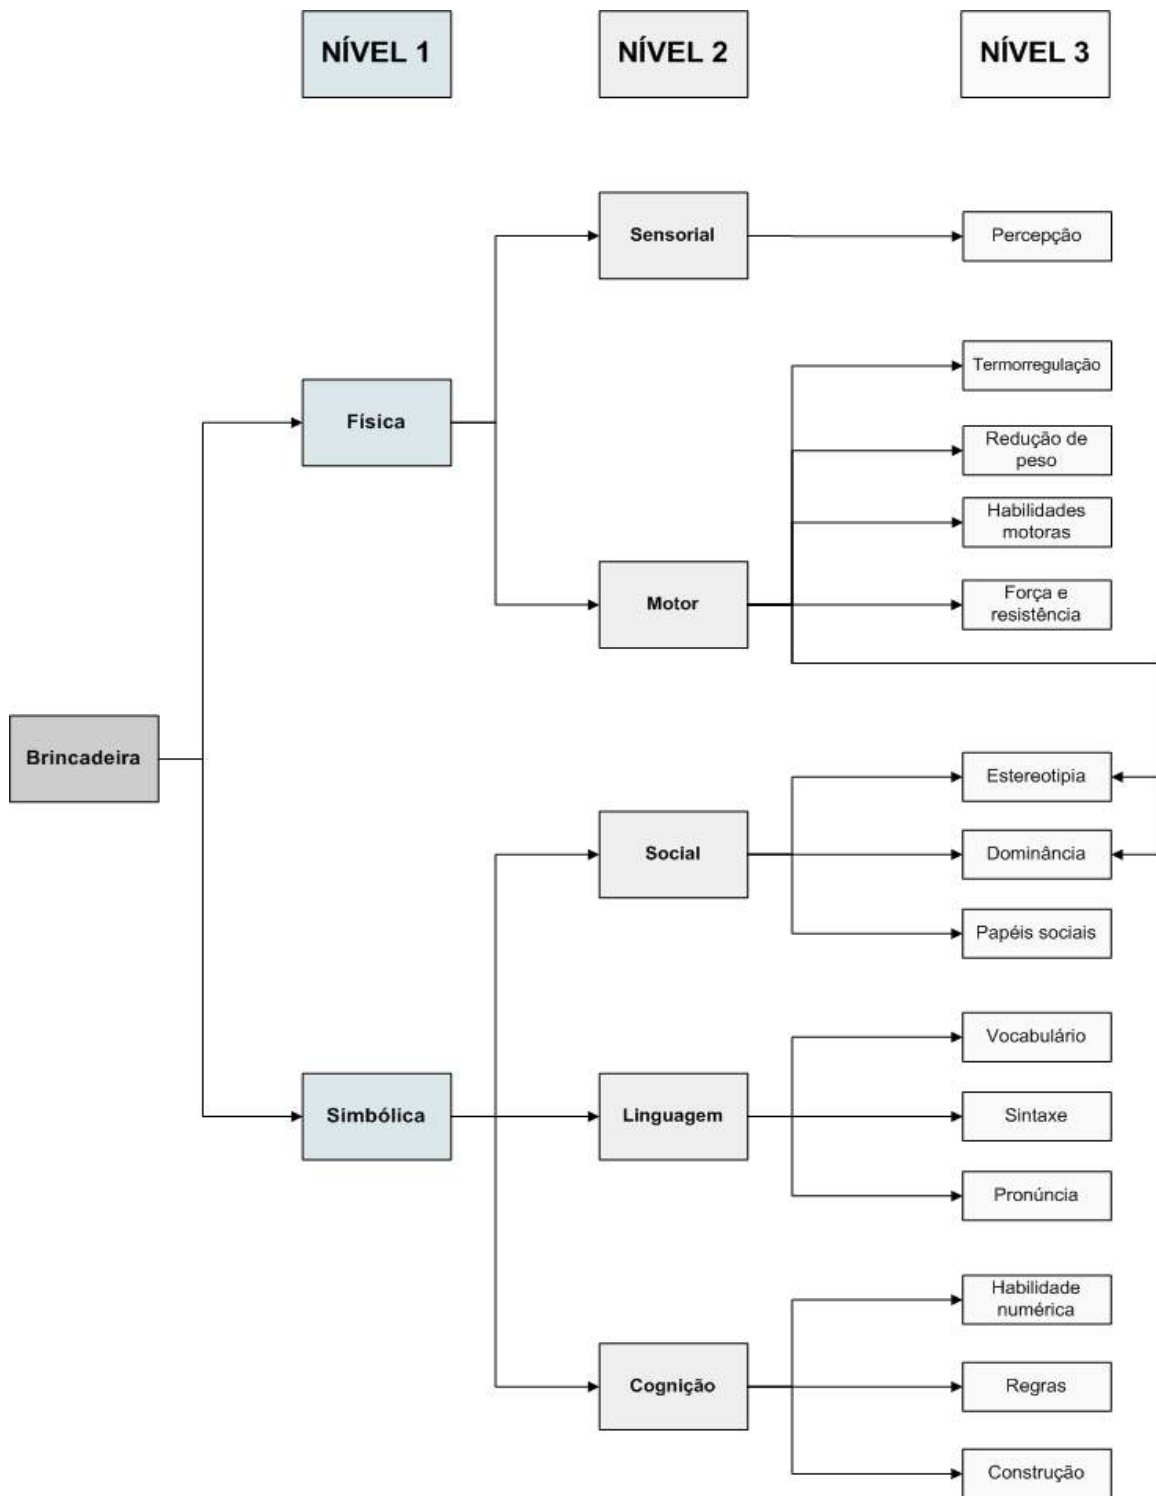 NÍVEL 1
NÍVEL 2
NÍVEL 3
Sensorial
Percepção
Termorregulação
Física
Redução de
peso
Habilidades
motoras
Motor
Força e
resistência
Brincadeira
Estereotipia
Social
Dominância
Papéis sociais
Vocabulário
Simbólica
Linguagem
Sintaxe
Pronúncia
Habilidade
numérica
Cognição
Regras
Construção